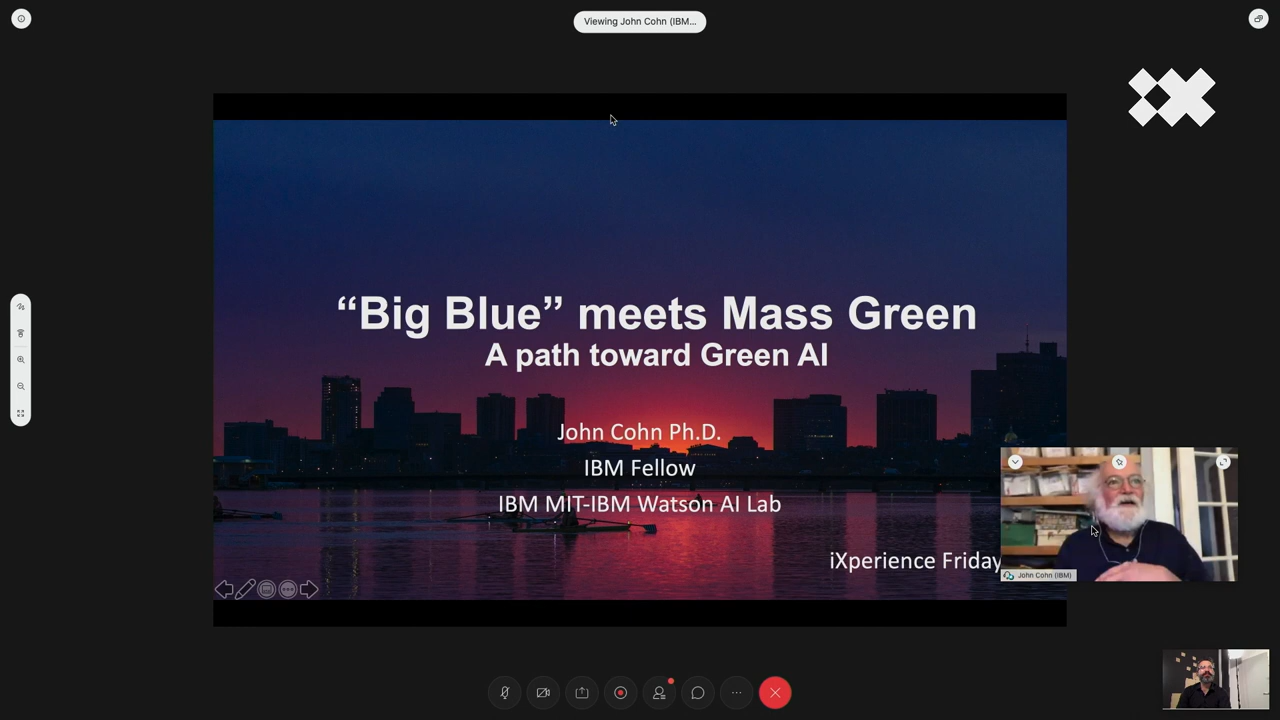 Viewing John Cohn (IBM...
“Big Blue” meets Mass Green
A path toward Green AI
John Cohn Ph.D.
IBM Fellow
IBM MIT-IBM Watson AI Lab
iXperience Friday
John Cohn (IBM)